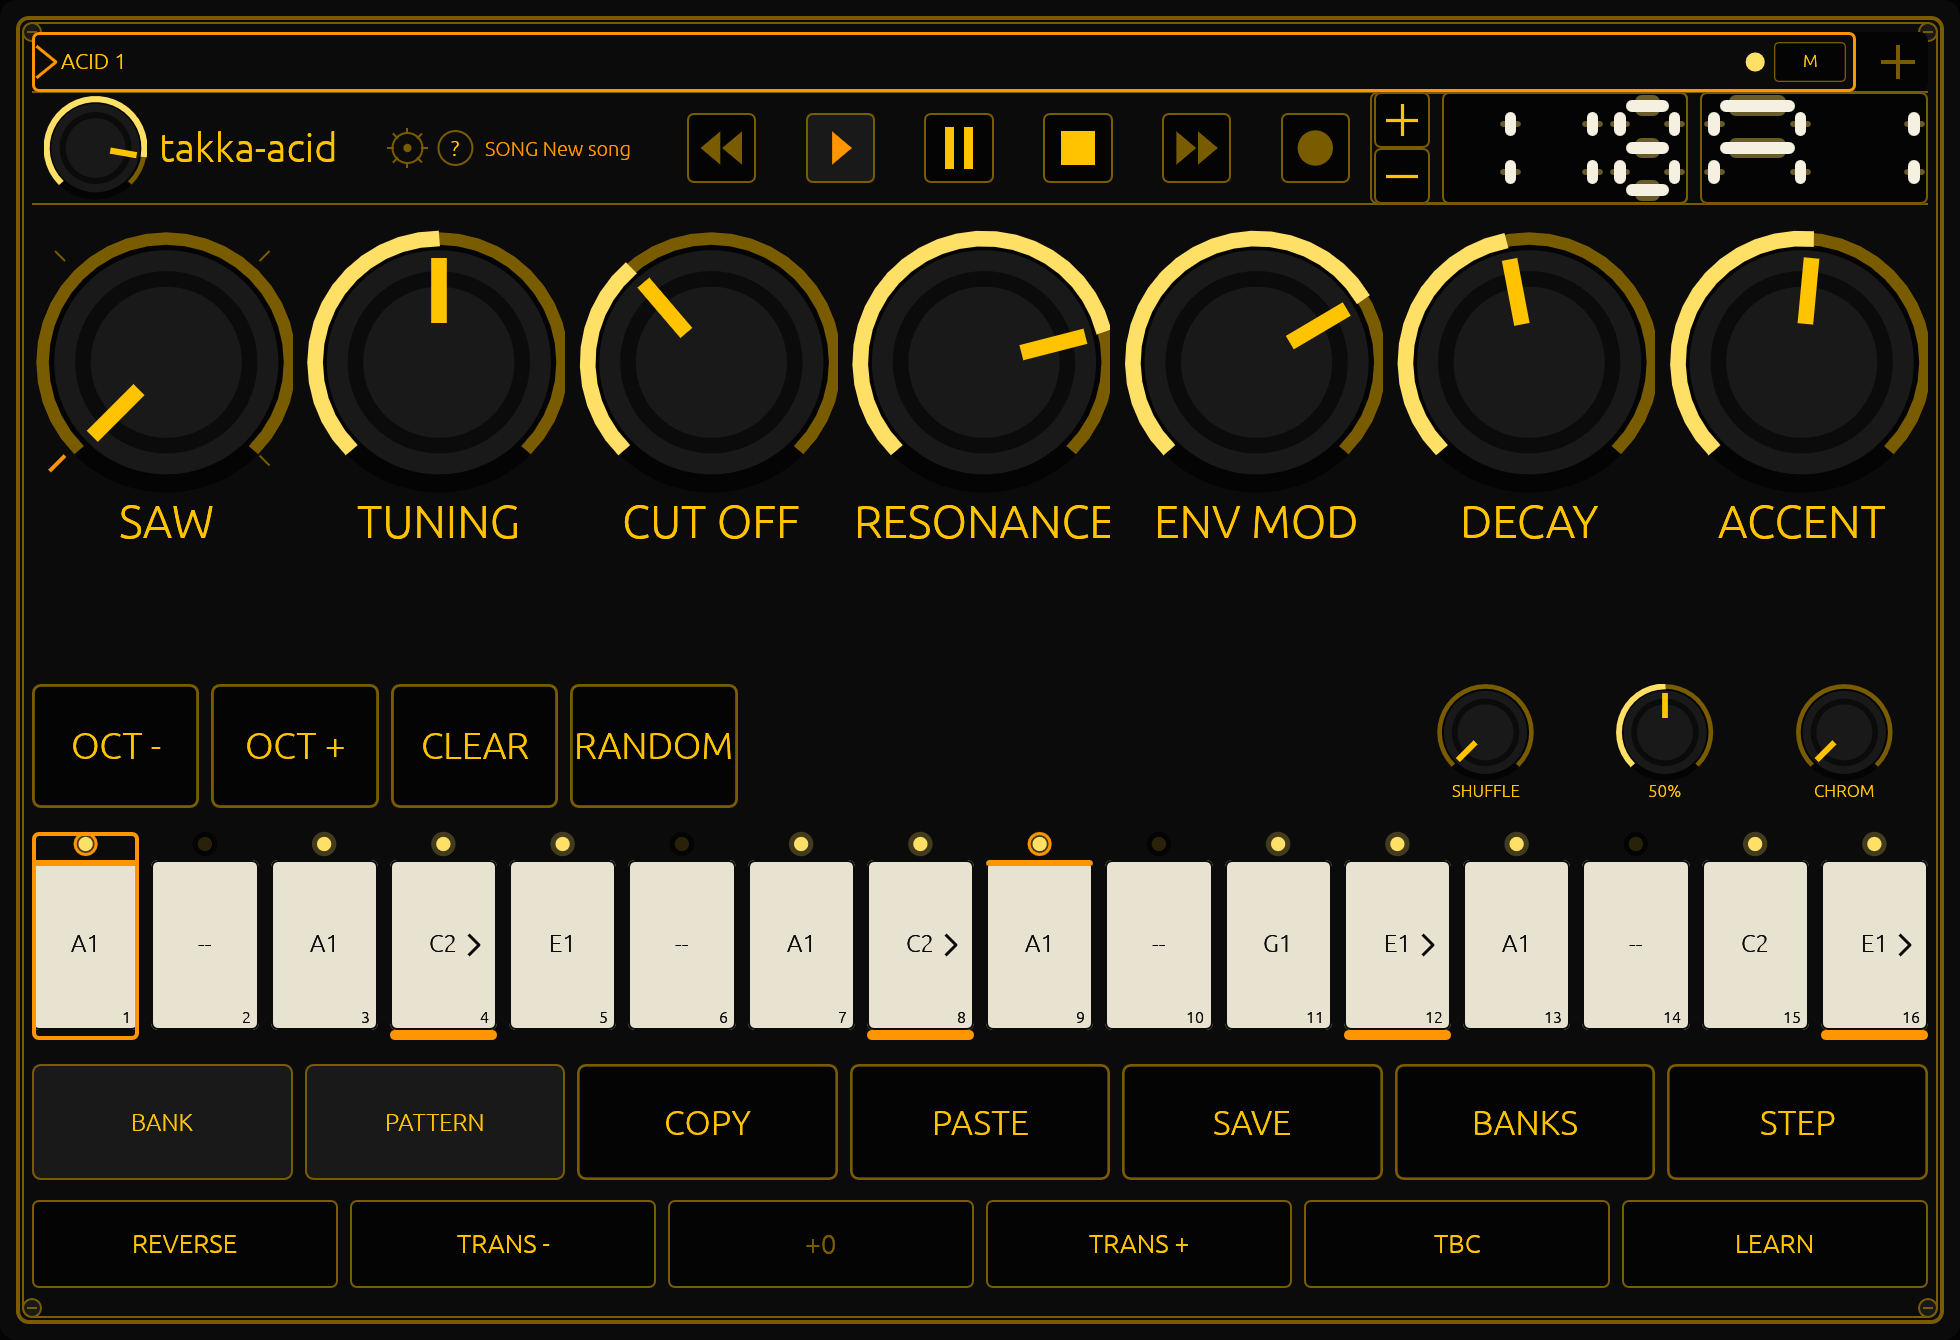 ACID 1
M
takka-acid
?
SONG New song
SAW
TUNING
CUT OFF
RESONANCE
ENV MOD
DECAY
ACCENT
OCT -
OCT +
CLEAR
RANDOM
SHUFFLE
50%
CHROM
A1
--
A1
C2 >
E1
--
A1
C2 >
A1
--
G1
E1 >
A1
--
C2
E1 >
1
2
3
4
5
6
7
8
9
10
11
12
13
14
15
16
BANK
PATTERN
COPY
PASTE
SAVE
BANKS
STEP
REVERSE
TRANS -
+0
TRANS +
TBC
LEARN